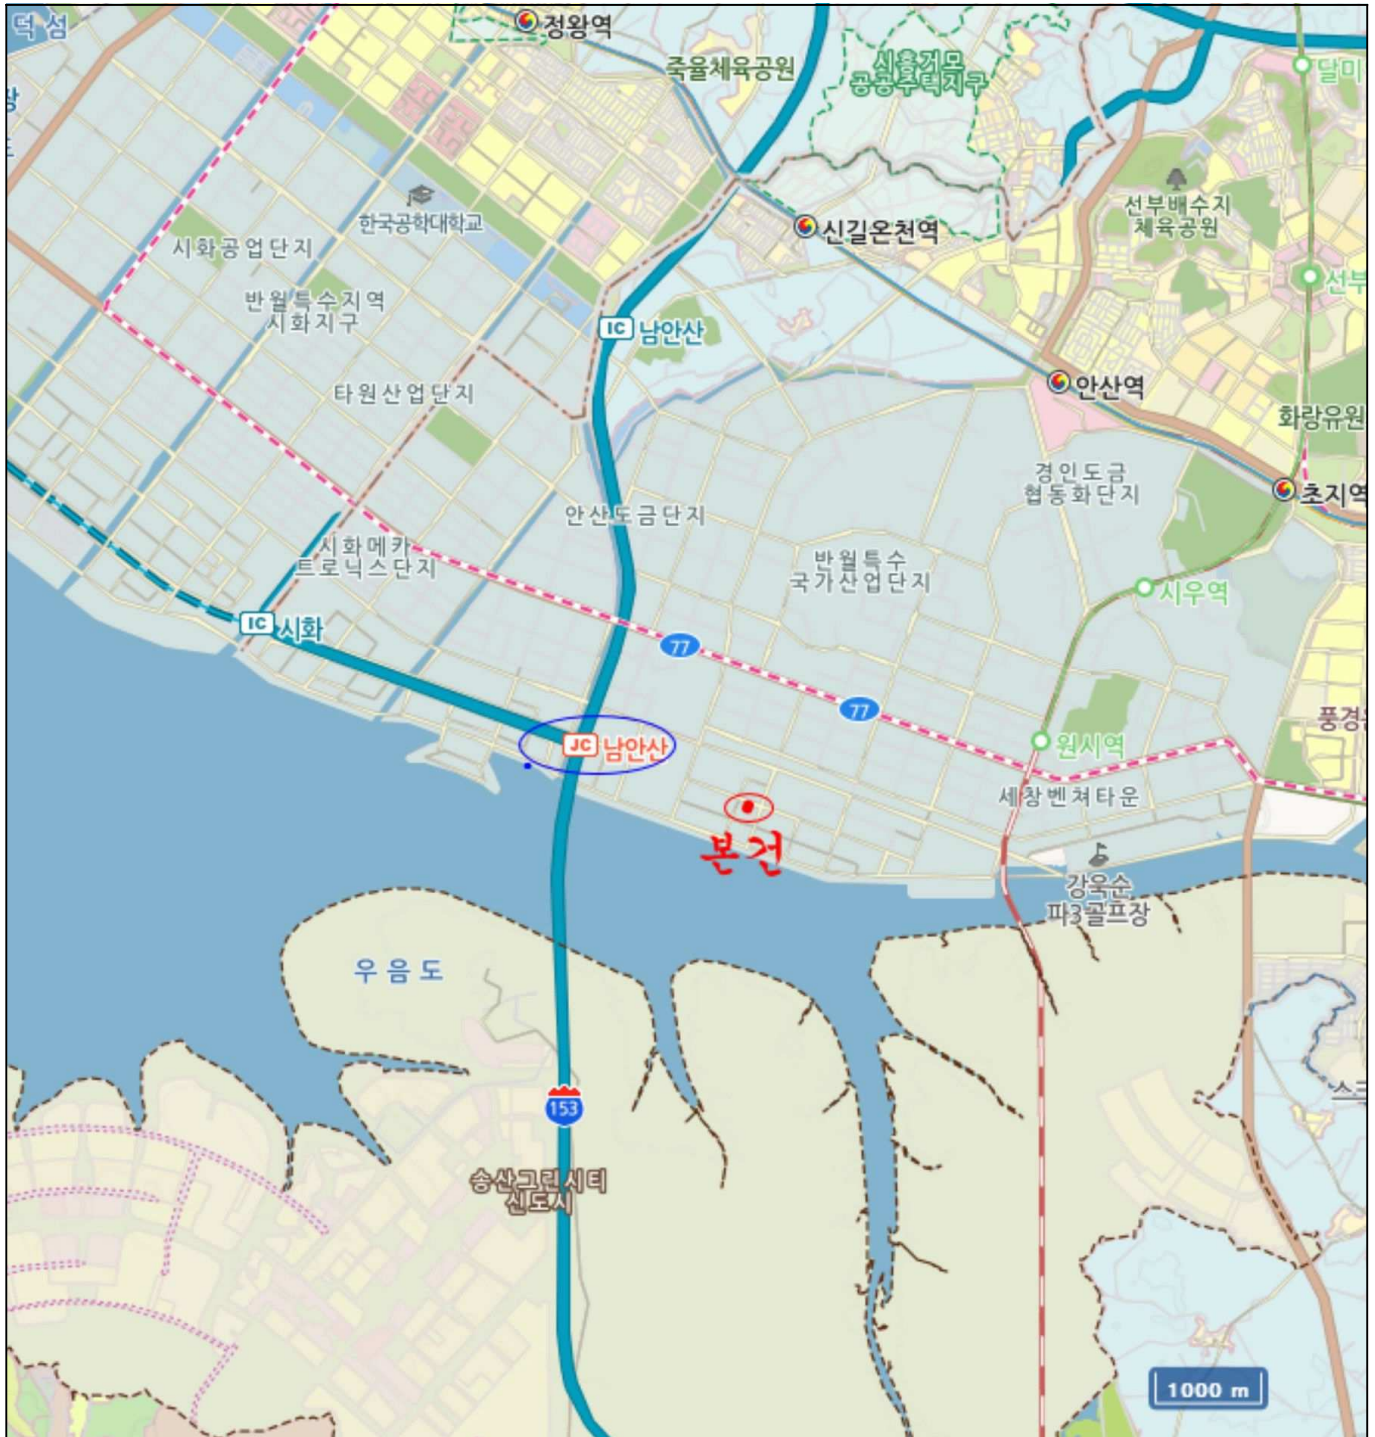 덕 섬
정왕역
죽율체육공원
시흥거모
공공주택지구
달미
장
선부배수지
체육공원
한국공학대학교
신길온천역
시화공업단지
선부
반월특수지역
시화지구
IC 남안산
타원산업단지
안산역
화랑유원
경인도금
협동화단지
초지역
안산도금단지
시화메카
트로닉스단지
반월특수
국가산업단지
시우역
IC 시화
77
77
풍경
JC 남안산
원시역
세창벤쳐타운
본건
강욱순
파3골프장
우 음 도
153
송산그린시티
신도시
1000 m